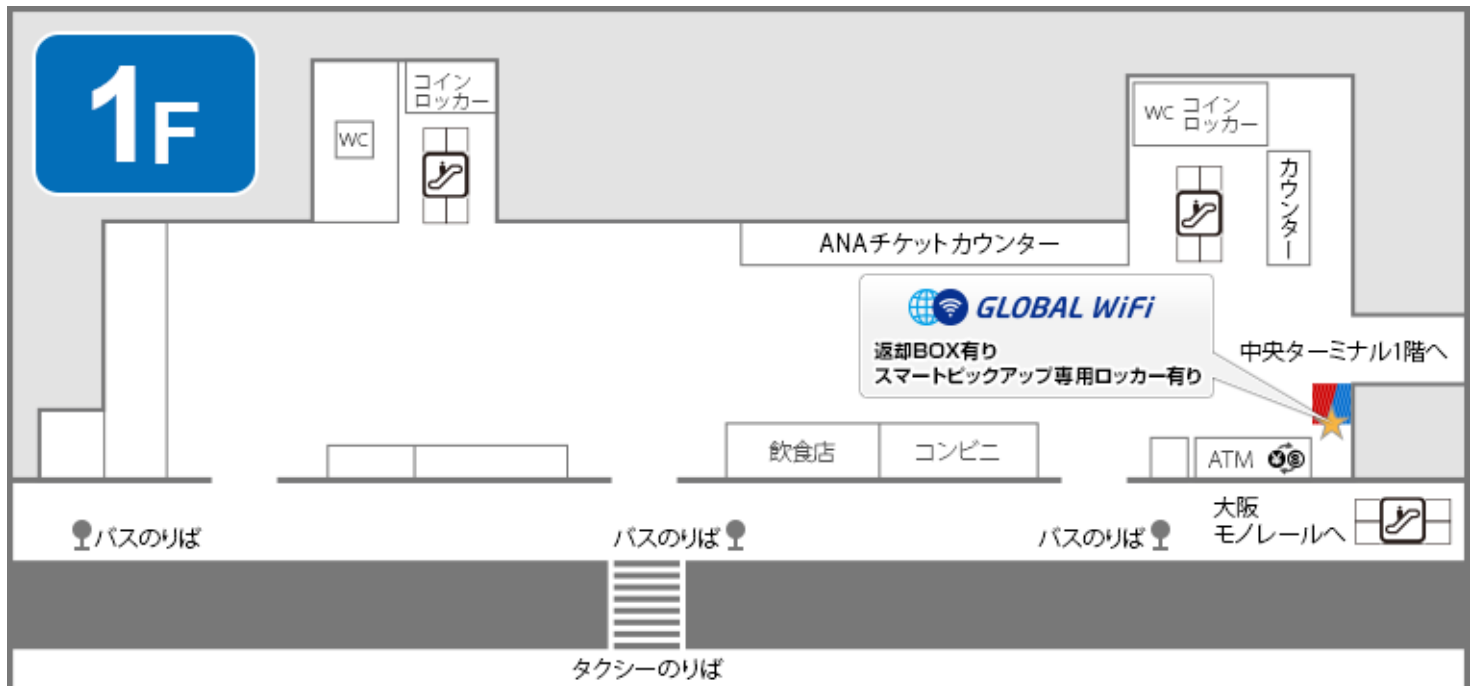 1F
コイン
ロッカー
WC
WC コイン
ロッカー
カウンター
ANAチケットカウンター
GLOBAL WiFi
返却BOX有り
スマートピックアップ専用ロッカー有り
中央ターミナル1階へ
飲食店
コンビニ
ATM ¥$
大阪
モノレールへ
バスのりば
バスのりば
バスのりば
タクシーのりば